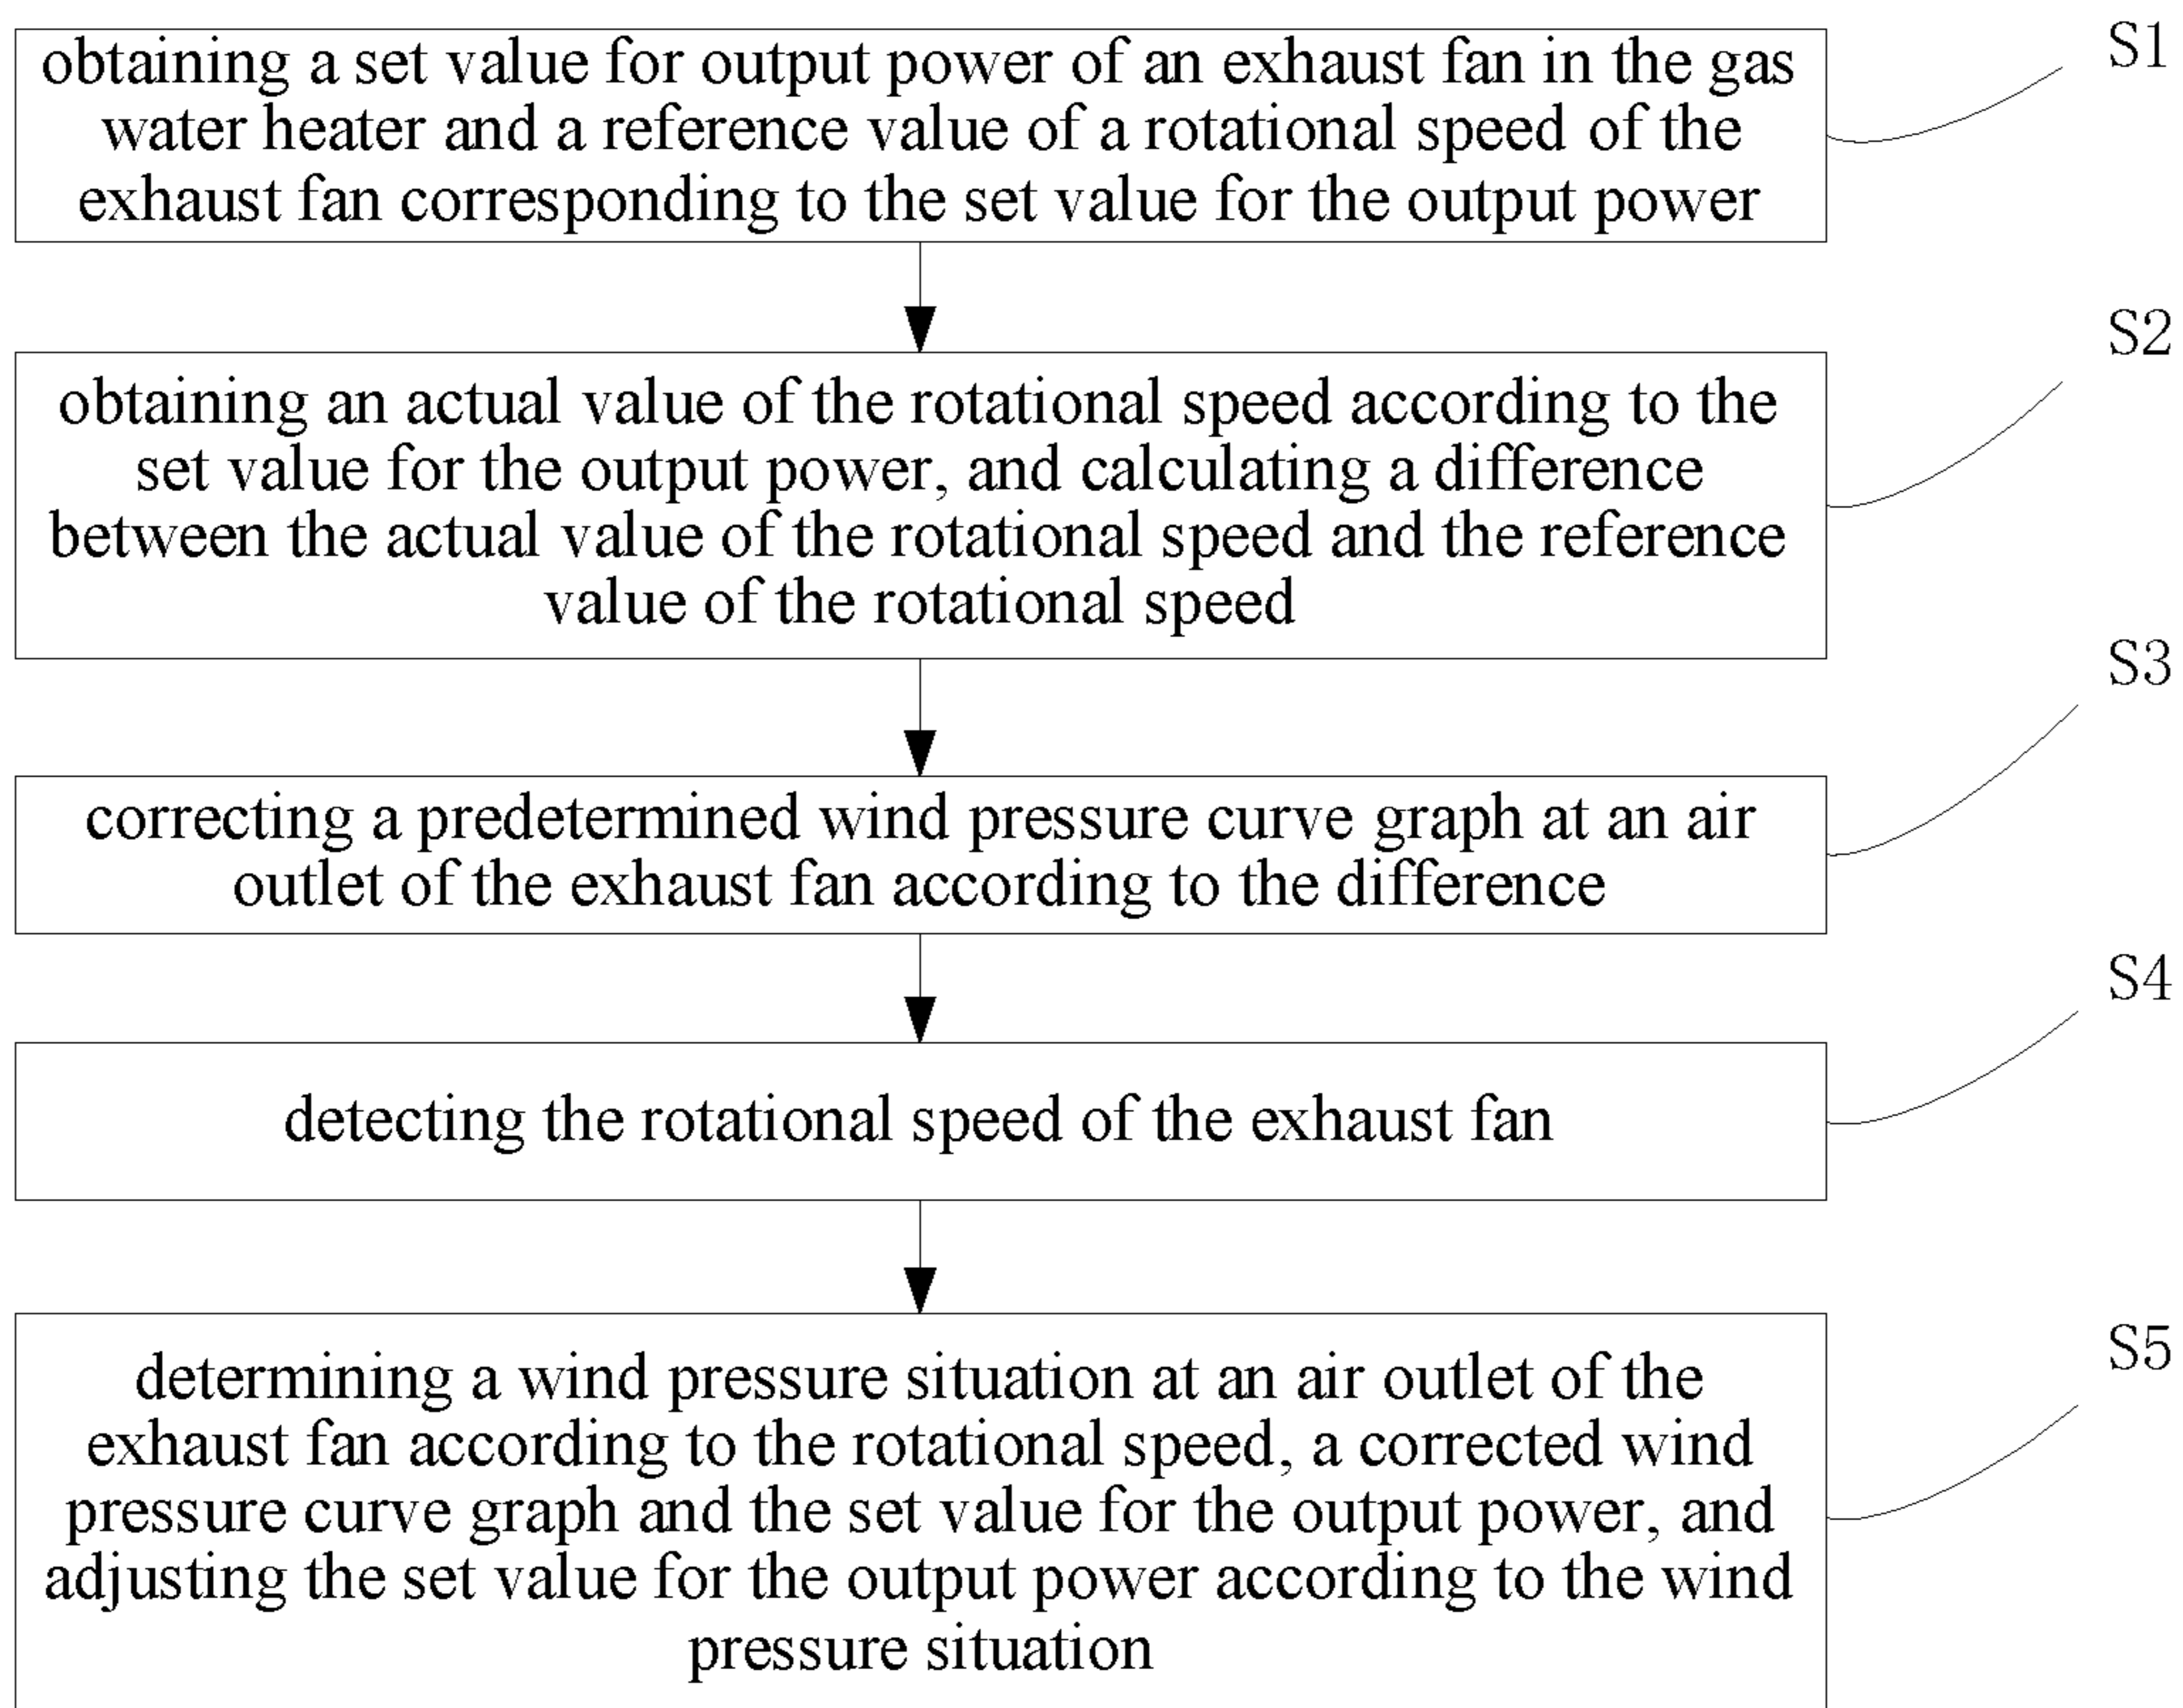 obtaining a set value for output power of an exhaust fan in the gas
water heater and a reference value of a rotational speed of the
exhaust fan corresponding to the set value for the output power
S1
obtaining an actual value of the rotational speed according to the
set value for the output power, and calculating a difference
between the actual value of the rotational speed and the reference
value of the rotational speed
S2
correcting a predetermined wind pressure curve graph at an air
outlet of the exhaust fan according to the difference
S3
detecting the rotational speed of the exhaust fan
S4
determining a wind pressure situation at an air outlet of the
exhaust fan according to the rotational speed, a corrected wind
pressure curve graph and the set value for the output power, and
adjusting the set value for the output power according to the wind
pressure situation
S5